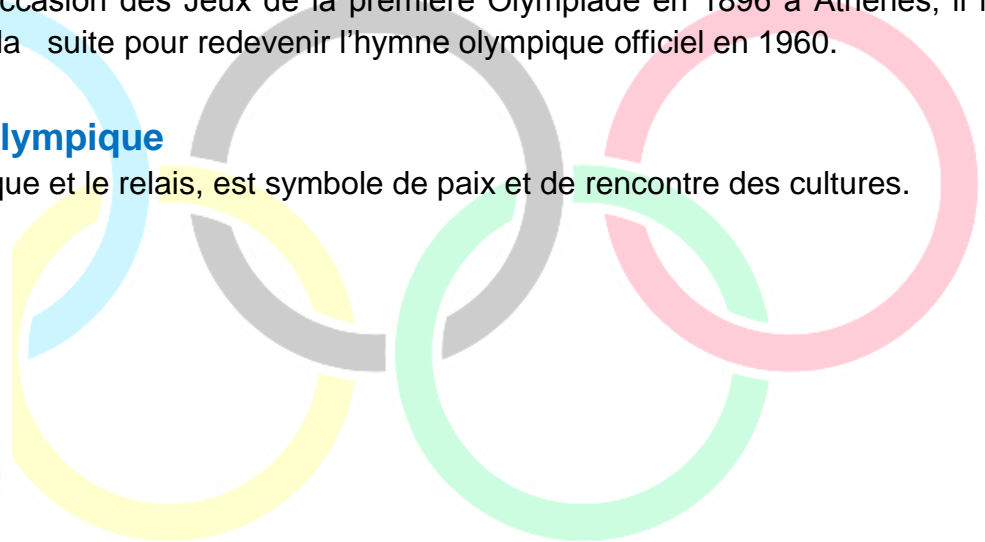 occasion des Jeux de la première Olympiade en 1896 à Athènes, il
la suite pour redevenir l’hymne olympique officiel en 1960.
lympique
que et le relais, est symbole de paix et de rencontre des cultures.